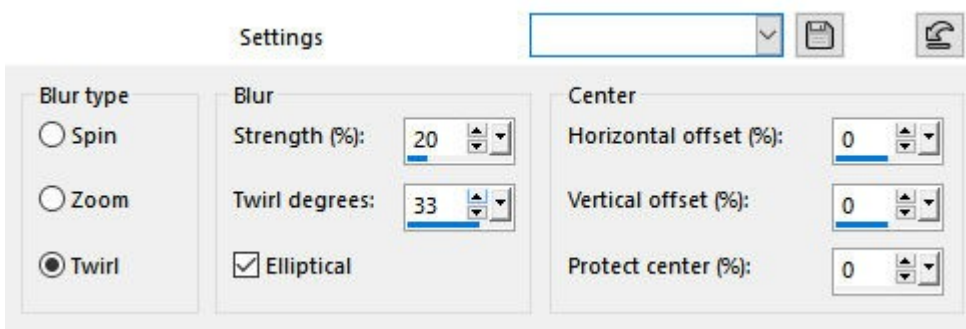 Settings
Blur type
Spin
Zoom
Twirl
Blur
Strength (%): 20
Twirl degrees: 33
Elliptical
Center
Horizontal offset (%): 0
Vertical offset (%): 0
Protect center (%): 0